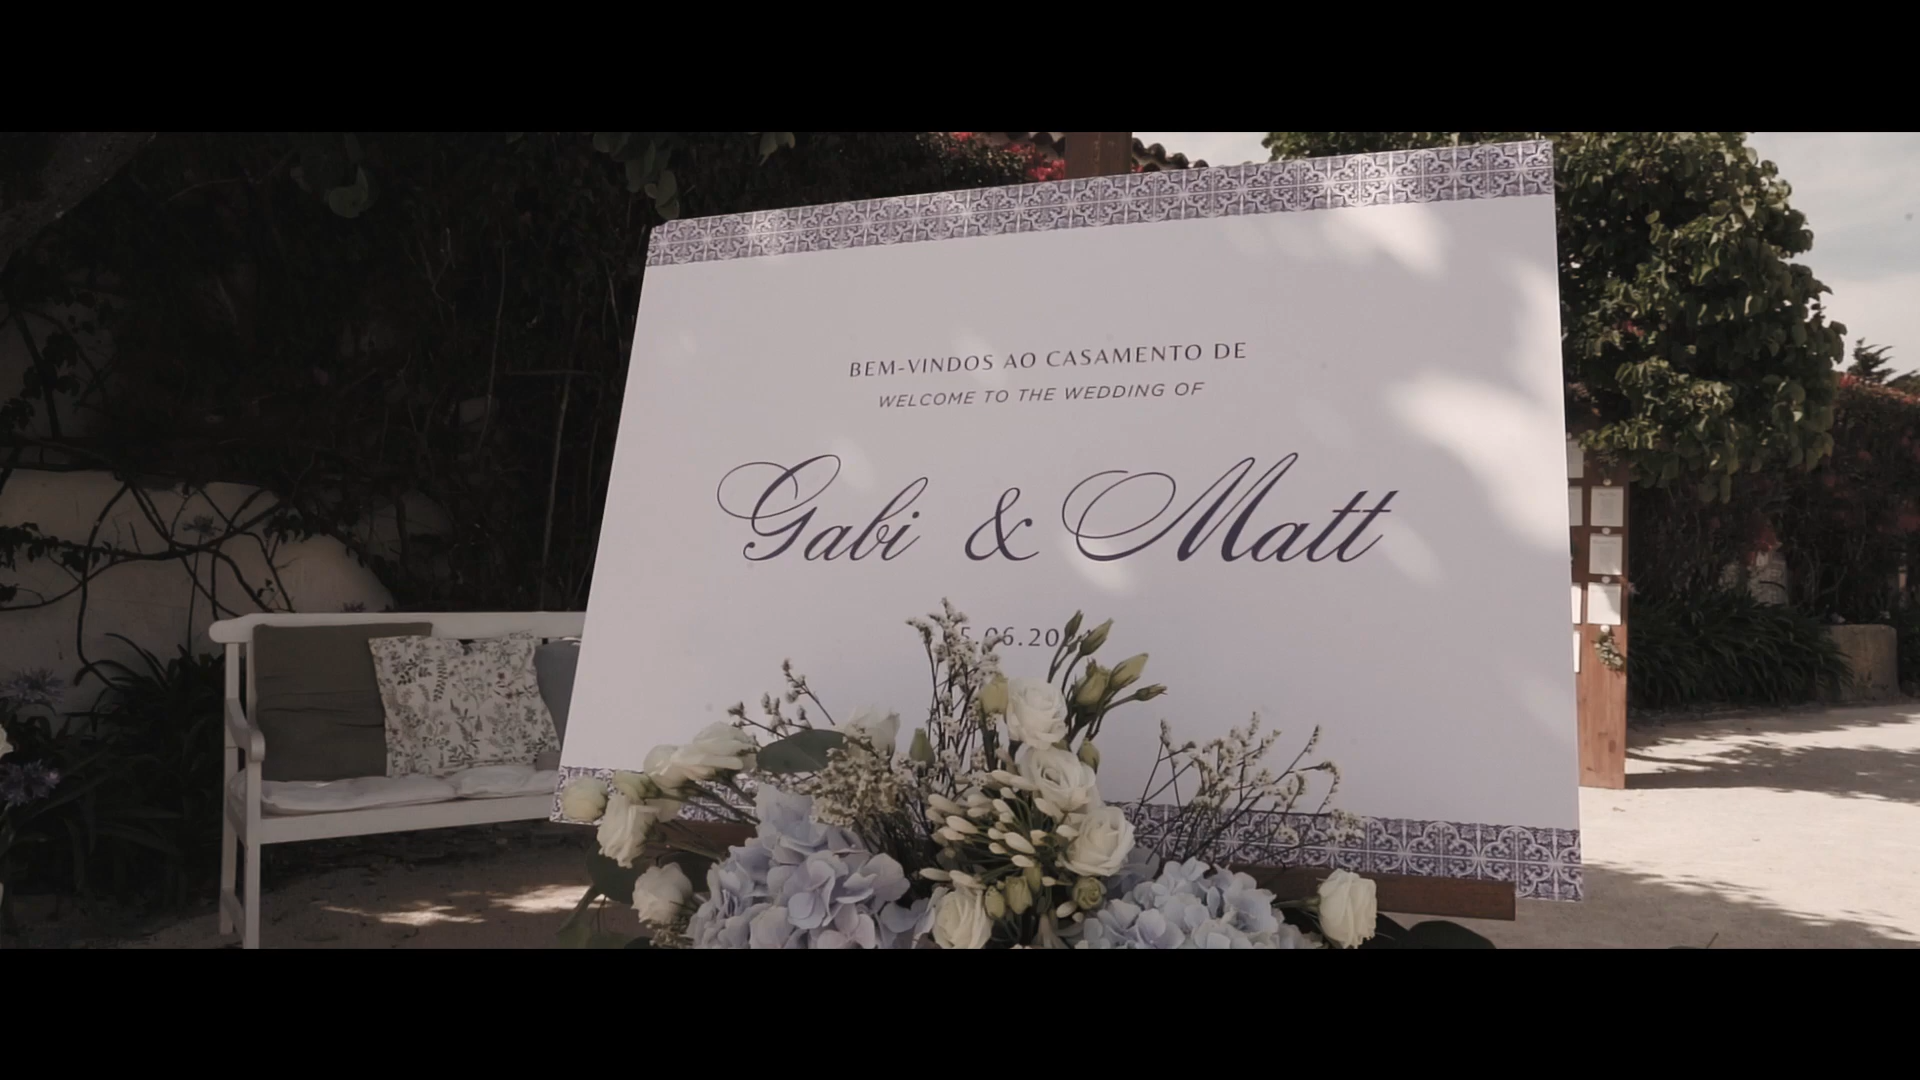 BEM-VINDOS AO CASAMENTO DE
WELCOME TO THE WEDDING OF
Gabi & Matt